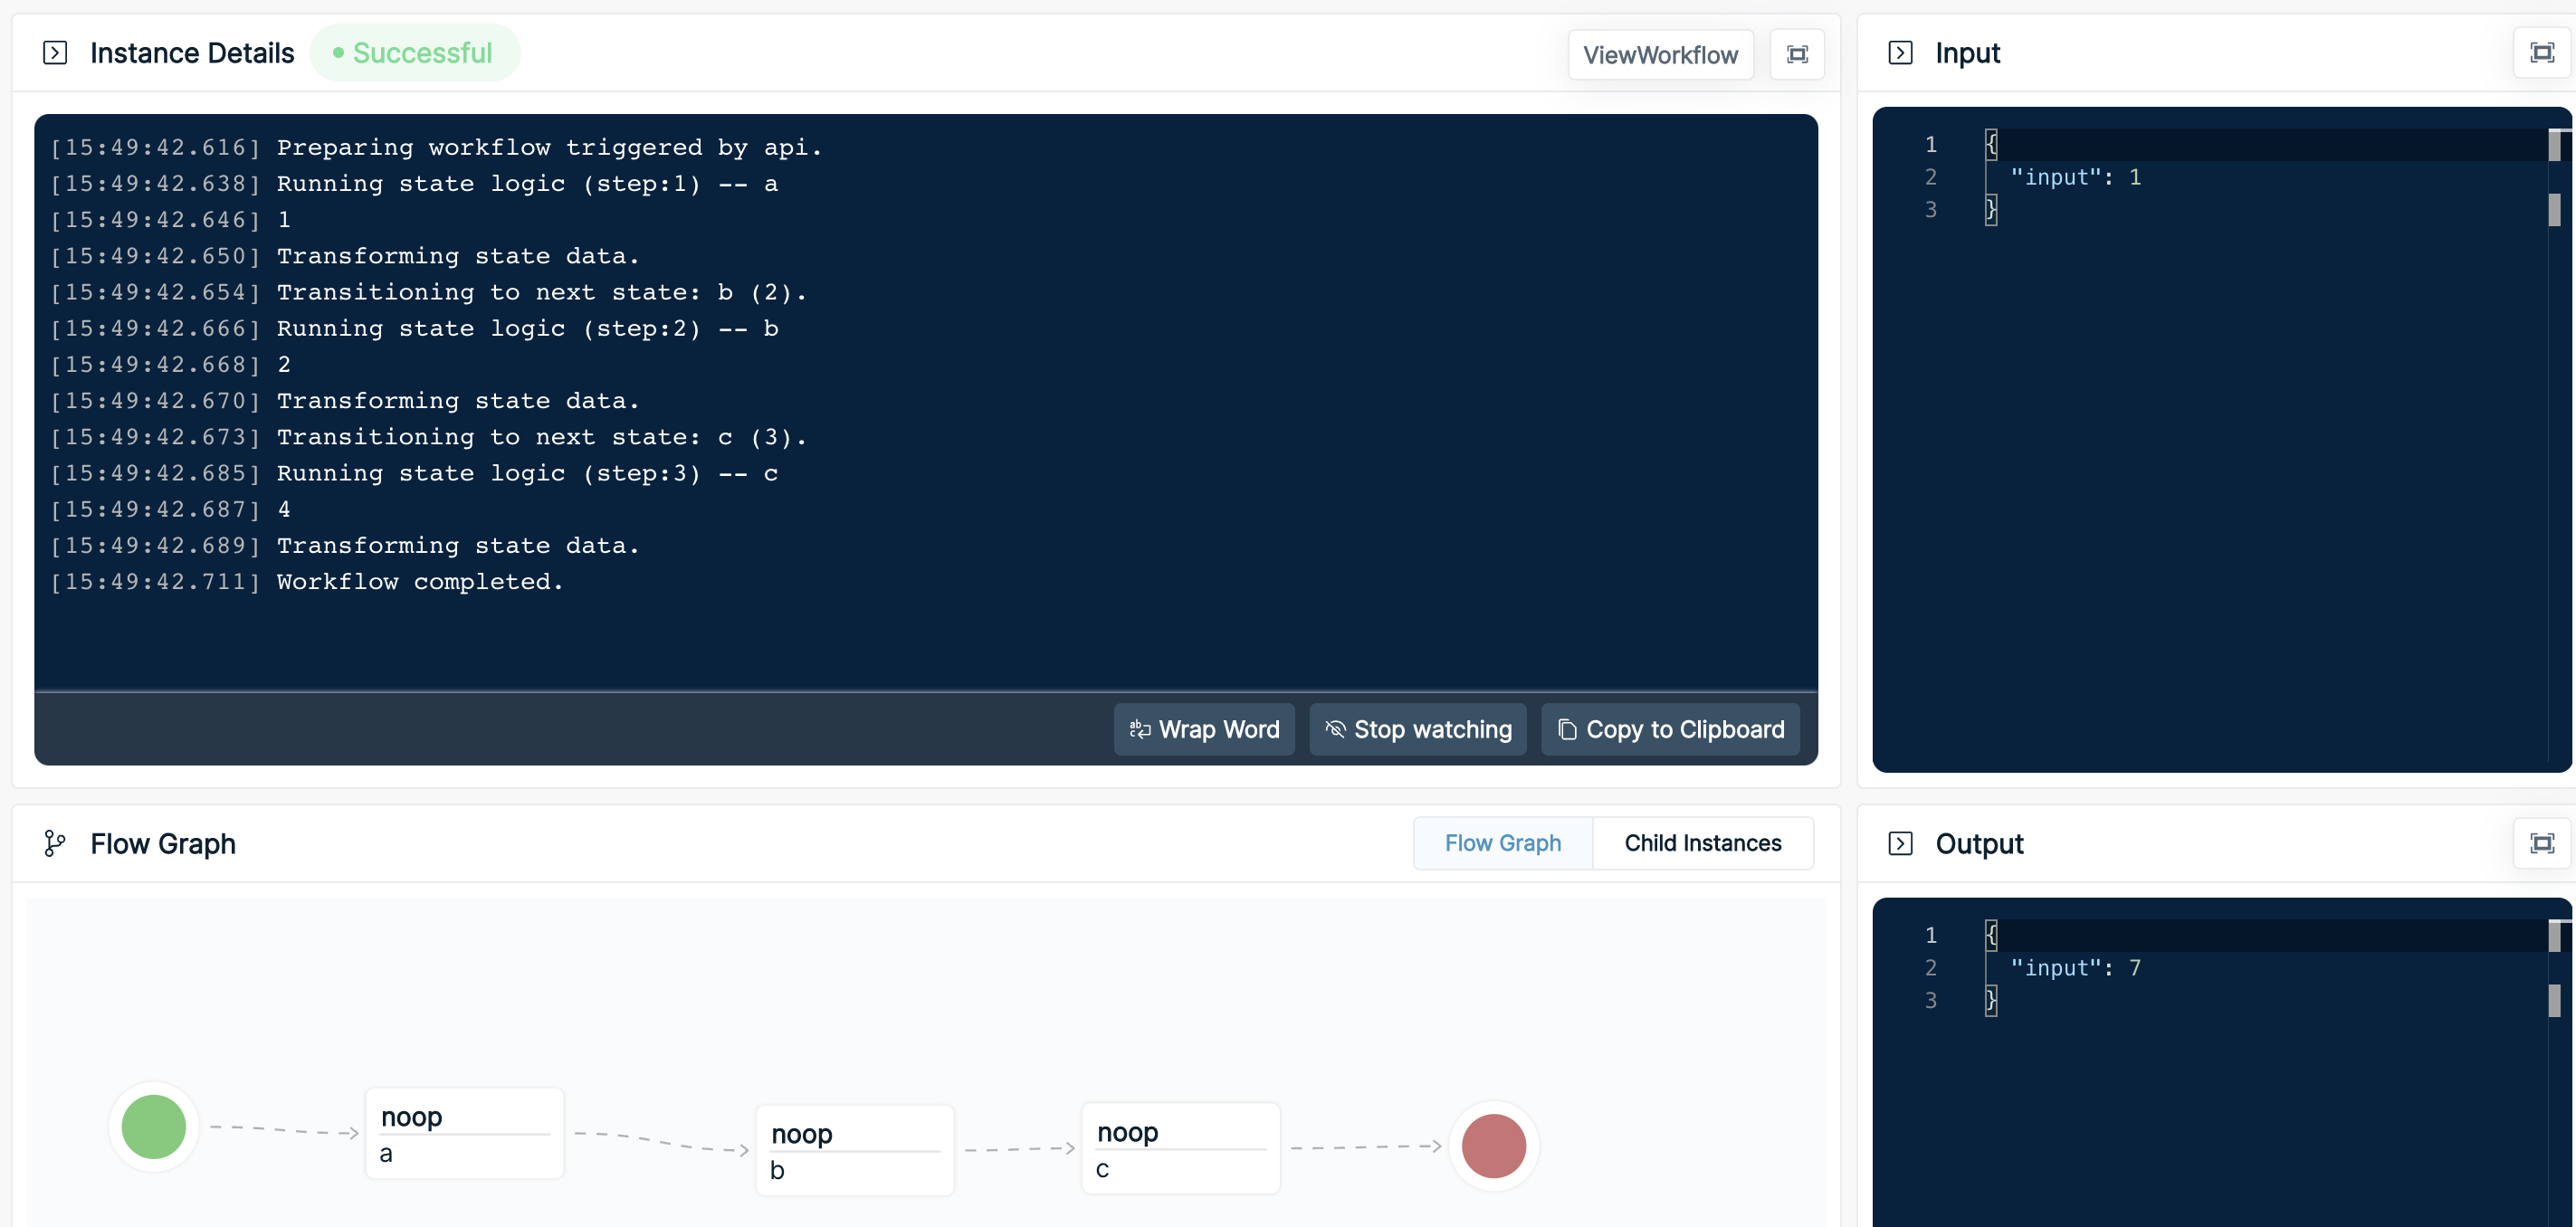 Instance Details
Successful
ViewWorkflow
[15:49:42.616] Preparing workflow triggered by api.
[15:49:42.638] Running state logic (step:1) -- a
[15:49:42.646] 1
[15:49:42.650] Transforming state data.
[15:49:42.654] Transitioning to next state: b (2).
[15:49:42.666] Running state logic (step:2) -- b
[15:49:42.668] 2
[15:49:42.670] Transforming state data.
[15:49:42.673] Transitioning to next state: c (3).
[15:49:42.685] Running state logic (step:3) -- c
[15:49:42.687] 4
[15:49:42.689] Transforming state data.
[15:49:42.711] Workflow completed.
Wrap Word
Stop watching
Copy to Clipboard
Input
1 {
2 "input": 1
3 }
Flow Graph
Flow Graph
Child Instances
noop
a
noop
b
noop
c
Output
1 {
2 "input": 7
3 }